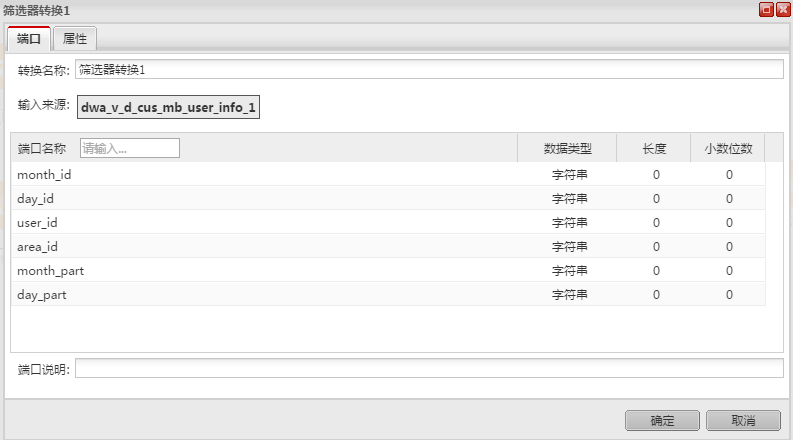 筛选器转换1
端口 属性
转换名称: 筛选器转换1
输入来源: dwa_v_d_cus_mb_user_info_1
端口名称 请输入... 数据类型 长度 小数位数
month_id 字符串 0 0
day_id 字符串 0 0
user_id 字符串 0 0
area_id 字符串 0 0
month_part 字符串 0 0
day_part 字符串 0 0
端口说明:
确定 取消